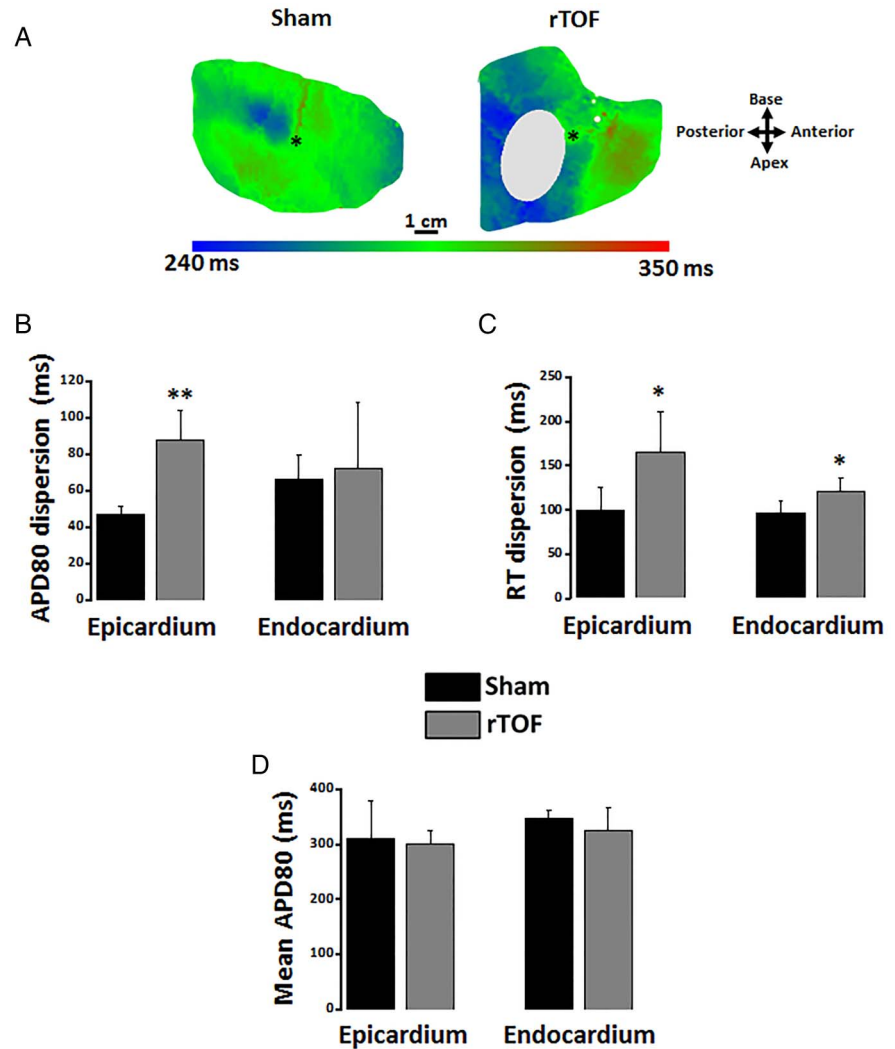 A
Sham
rTOF
*
*
Base
Posterior
Anterior
Apex
1 cm
240 ms
350 ms
B
APD80 dispersion (ms)
120
100
80
60
40
20
0
**
Epicardium
Endocardium
C
RT dispersion (ms)
250
200
150
100
50
0
*
*
Epicardium
Endocardium
Sham
rTOF
D
Mean APD80 (ms)
400
300
200
100
0
Epicardium
Endocardium